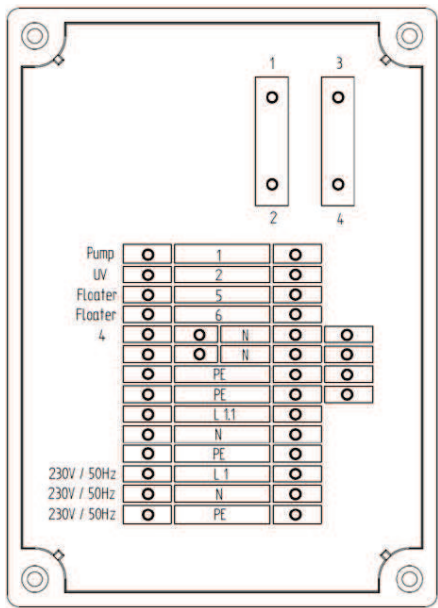 1 3
2 4
Pump 1
UV 2
Floater 5
Floater 6
4 N
N
PE
PE
L 1.1
N
PE
230V / 50Hz L 1
230V / 50Hz N
230V / 50Hz PE